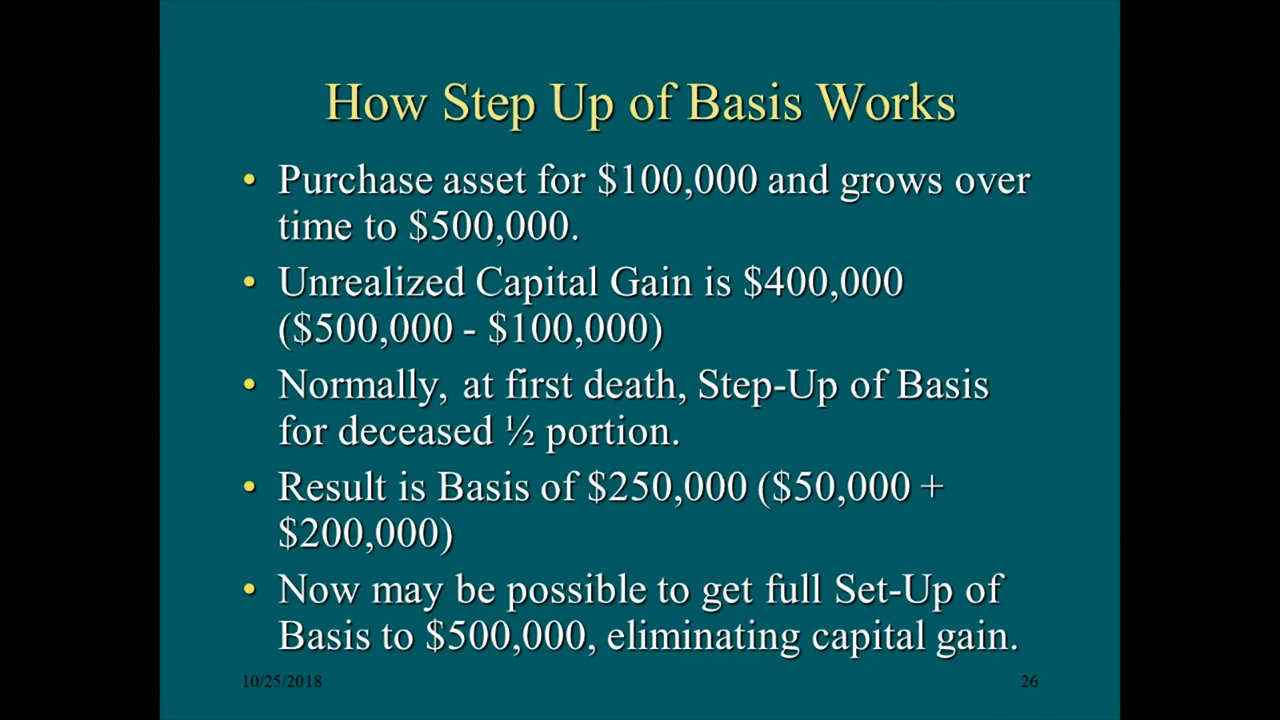 How Step Up of Basis Works
• Purchase asset for $100,000 and grows over
time to $500,000.
• Unrealized Capital Gain is $400,000
($500,000 - $100,000)
• Normally, at first death, Step-Up of Basis
for deceased ½ portion.
• Result is Basis of $250,000 ($50,000 +
$200,000)
• Now may be possible to get full Set-Up of
Basis to $500,000, eliminating capital gain.
10/25/2018
26